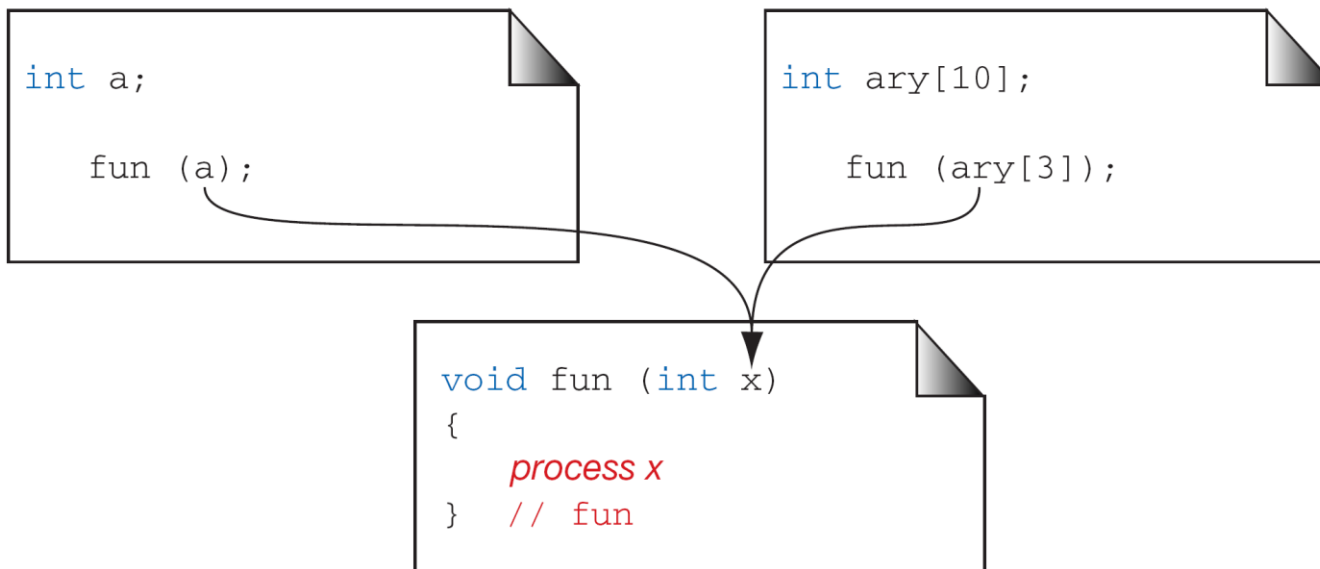 int a;
fun (a);
int ary[10];
fun (ary[3]);
void fun (int x)
{
process x
} // fun